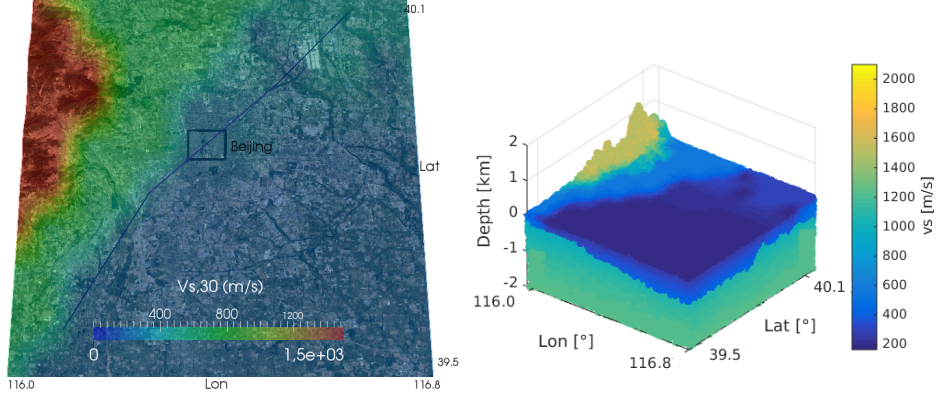 40.1
Beijing
Lat
Vs,30 (m/s)
400 800 1200
0 1,5e+03
39.5
116.0 Lon 116.8
2
1
0
-1
-2
Depth [km]
116.0
Lon [°]
116.8
39.5
Lat [°]
40.1
2000
1800
1600
1400
1200
1000
800
600
400
200
vs [m/s]